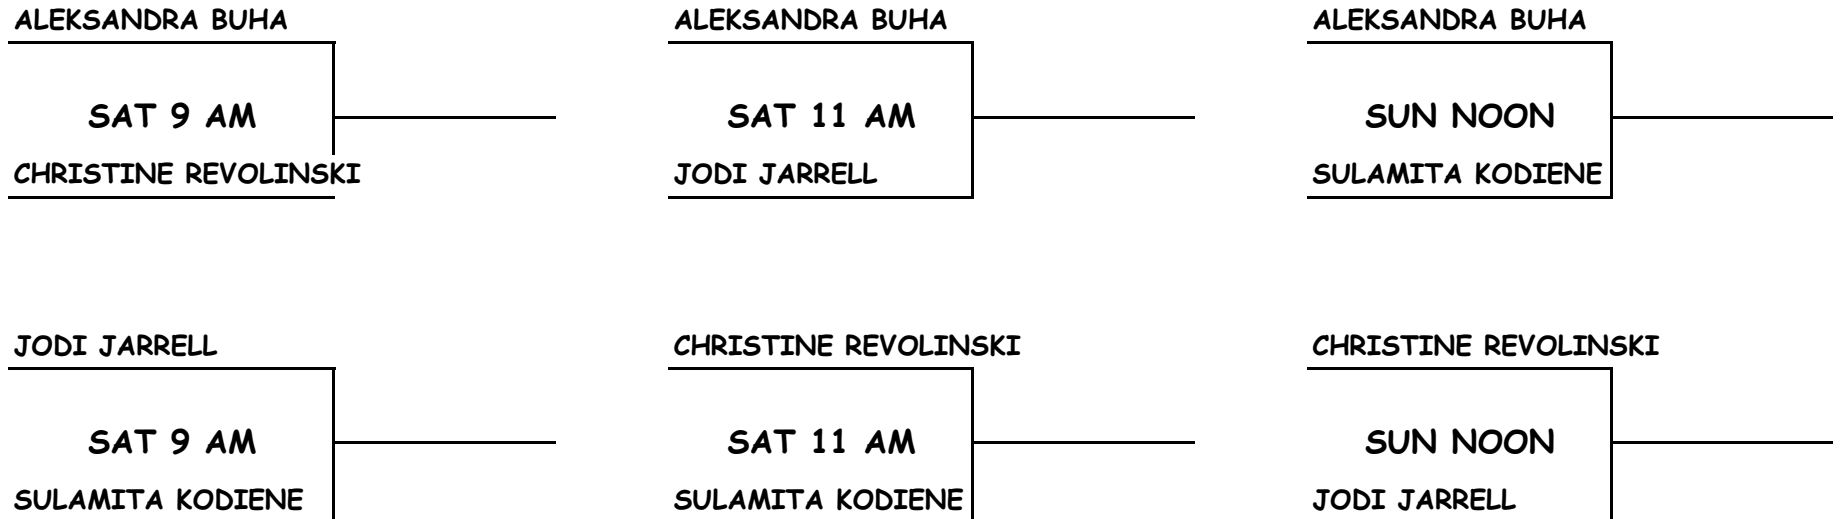 ALEKSANDRA BUHA
SAT 9 AM
CHRISTINE REVOLINSKI
ALEKSANDRA BUHA
SAT 11 AM
JODI JARRELL
ALEKSANDRA BUHA
SUN NOON
SULAMITA KODIENE
JODI JARRELL
SAT 9 AM
SULAMITA KODIENE
CHRISTINE REVOLINSKI
SAT 11 AM
SULAMITA KODIENE
CHRISTINE REVOLINSKI
SUN NOON
JODI JARRELL